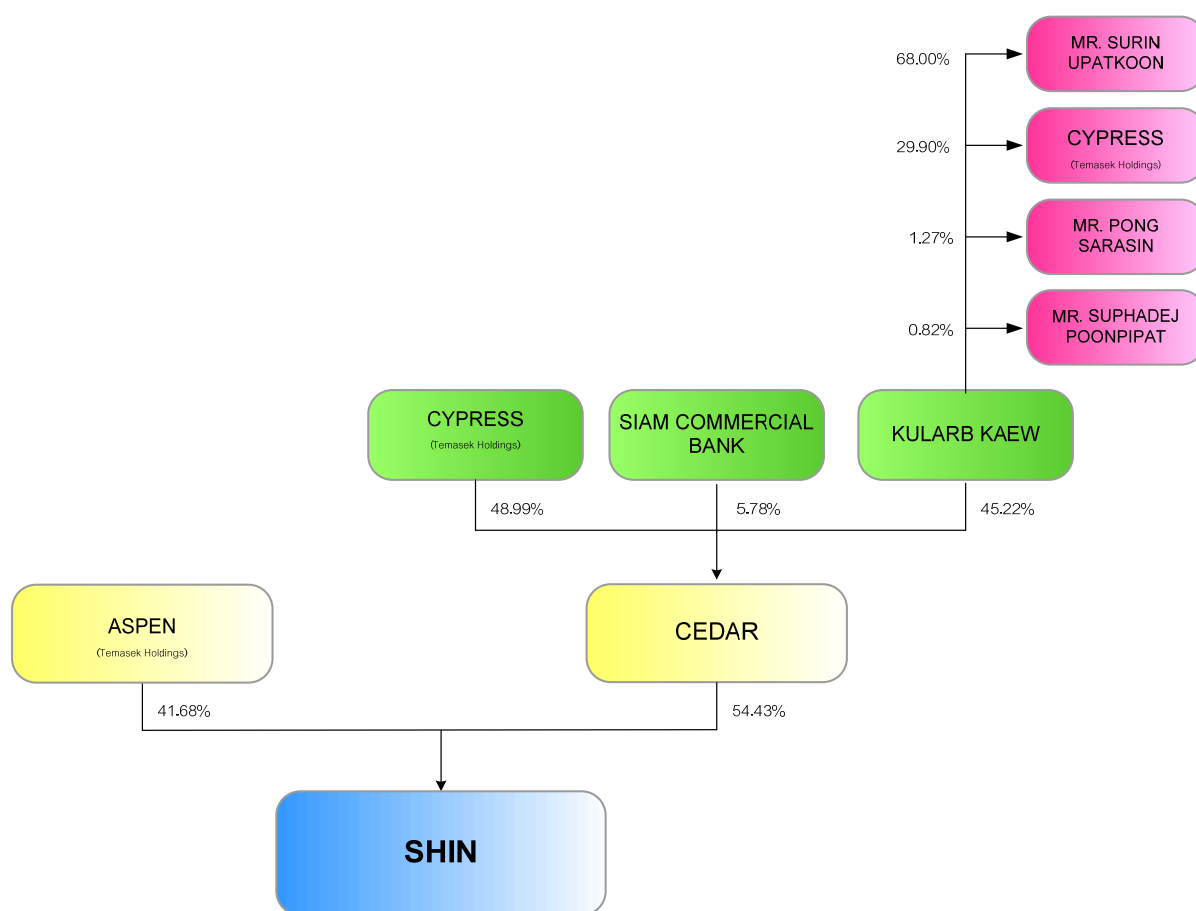 68.00%
MR. SURIN
UPATKOON
29.90%
CYPRESS
(Temasek Holdings)
1.27%
MR. PONG
SARASIN
0.82%
MR. SUPHADEJ
POONPIPAT
CYPRESS
(Temasek Holdings)
SIAM COMMERCIAL
BANK
KULARB KAEW
48.99%
5.78%
45.22%
ASPEN
(Temasek Holdings)
CEDAR
41.68%
54.43%
SHIN